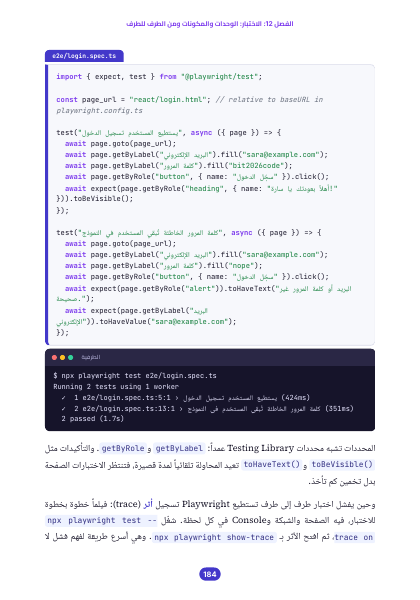 الفصل 12: الاختبار: الوحدات والمكونات ومن الطرف للطرف
e2e/login.spec.ts
import { expect, test } from "@playwright/test";
const page_url = "react/login.html"; // relative to baseURL in
playwright.config.ts
test("يستطيع المستخدم تسجيل الدخول", async ({ page }) => {
await page.goto(page_url);
await page.getByLabel("البريد الإلكتروني").fill("sara@example.com");
await page.getByLabel("كلمة المرور").fill("bit2026code");
await page.getByRole("button", { name: "سجّل الدخول" }).click();
await expect(page.getByRole("heading", { name: "أهلاً بعودتك يا سارة!"
})).toBeVisible();
});
test("كلمة المرور الخاطئة تُبقي المستخدم في النموذج", async ({ page }) => {
await page.goto(page_url);
await page.getByLabel("البريد الإلكتروني").fill("sara@example.com");
await page.getByLabel("كلمة المرور").fill("nope");
await page.getByRole("button", { name: "سجّل الدخول" }).click();
await expect(page.getByRole("alert")).toHaveText("البريد أو كلمة المرور غير
صحيحة.");
await expect(page.getByLabel("البريد
الإلكتروني")).toHaveValue("sara@example.com");
});
الطرفية
$ npx playwright test e2e/login.spec.ts
Running 2 tests using 1 worker
✓ 1 e2e/login.spec.ts:5:1 › يستطيع المستخدم تسجيل الدخول (424ms)
✓ 2 e2e/login.spec.ts:13:1 › كلمة المرور الخاطئة تُبقي المستخدم في النموذج (351ms)
2 passed (1.7s)
المحددات تشبه محددات Testing Library عمداً: getByLabel و getByRole. والتأكيدات مثل
toBeVisible() و toHaveText() تعيد المحاولة تلقائياً لمدة قصيرة، فتنتظر الاختبارات الصفحة
بدل تخمين كم تأخذ.
وحين يفشل اختبار طرف إلى طرف تستطيع Playwright تسجيل أثر (trace): فيلماً خطوة بخطوة
للاختبار، فيه الصفحة والشبكة وConsole في كل لحظة. شغّل npx playwright test --
trace on، ثم افتح الأثر بـ npx playwright show-trace. وهي أسرع طريقة لفهم فشل لا
184